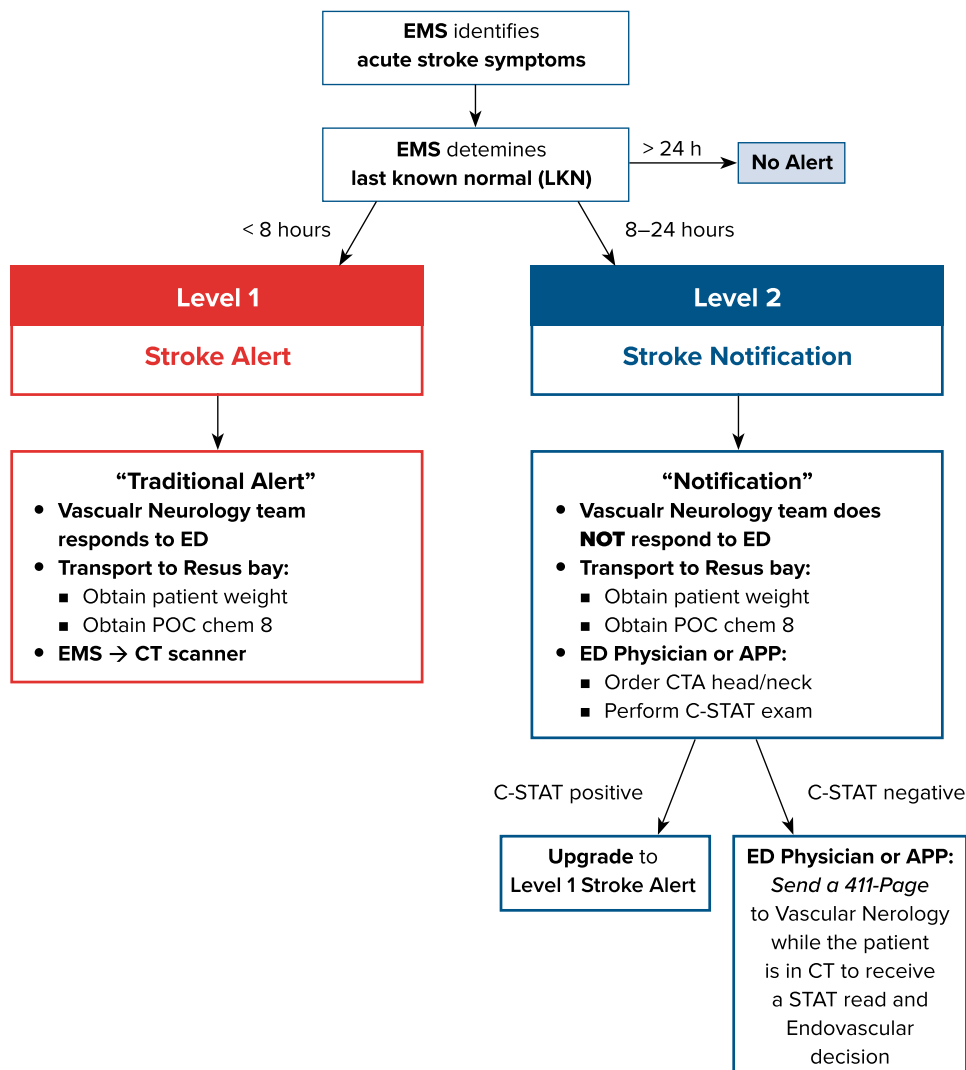 EMS identifies
acute stroke symptoms
EMS detemines
last known normal (LKN)
> 24 h
No Alert
< 8 hours
8–24 hours
Level 1
Stroke Alert
Level 2
Stroke Notification
“Traditional Alert”
• Vascualr Neurology team
responds to ED
• Transport to Resus bay:
▪ Obtain patient weight
▪ Obtain POC chem 8
• EMS → CT scanner
“Notification”
• Vascualr Neurology team does
NOT respond to ED
• Transport to Resus bay:
▪ Obtain patient weight
▪ Obtain POC chem 8
• ED Physician or APP:
▪ Order CTA head/neck
▪ Perform C-STAT exam
C-STAT positive
C-STAT negative
Upgrade to
Level 1 Stroke Alert
ED Physician or APP:
Send a 411-Page
to Vascular Nerology
while the patient
is in CT to receive
a STAT read and
Endovascular
decision